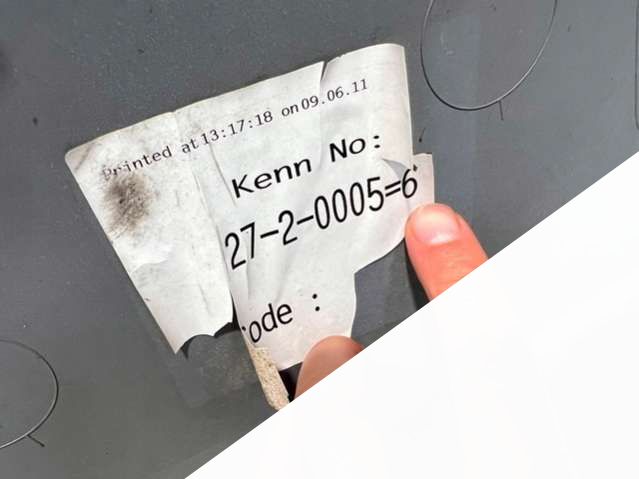 Printed at 13:17:18 on 09.06.11
Kenn No:
27-2-0005=6
ode :